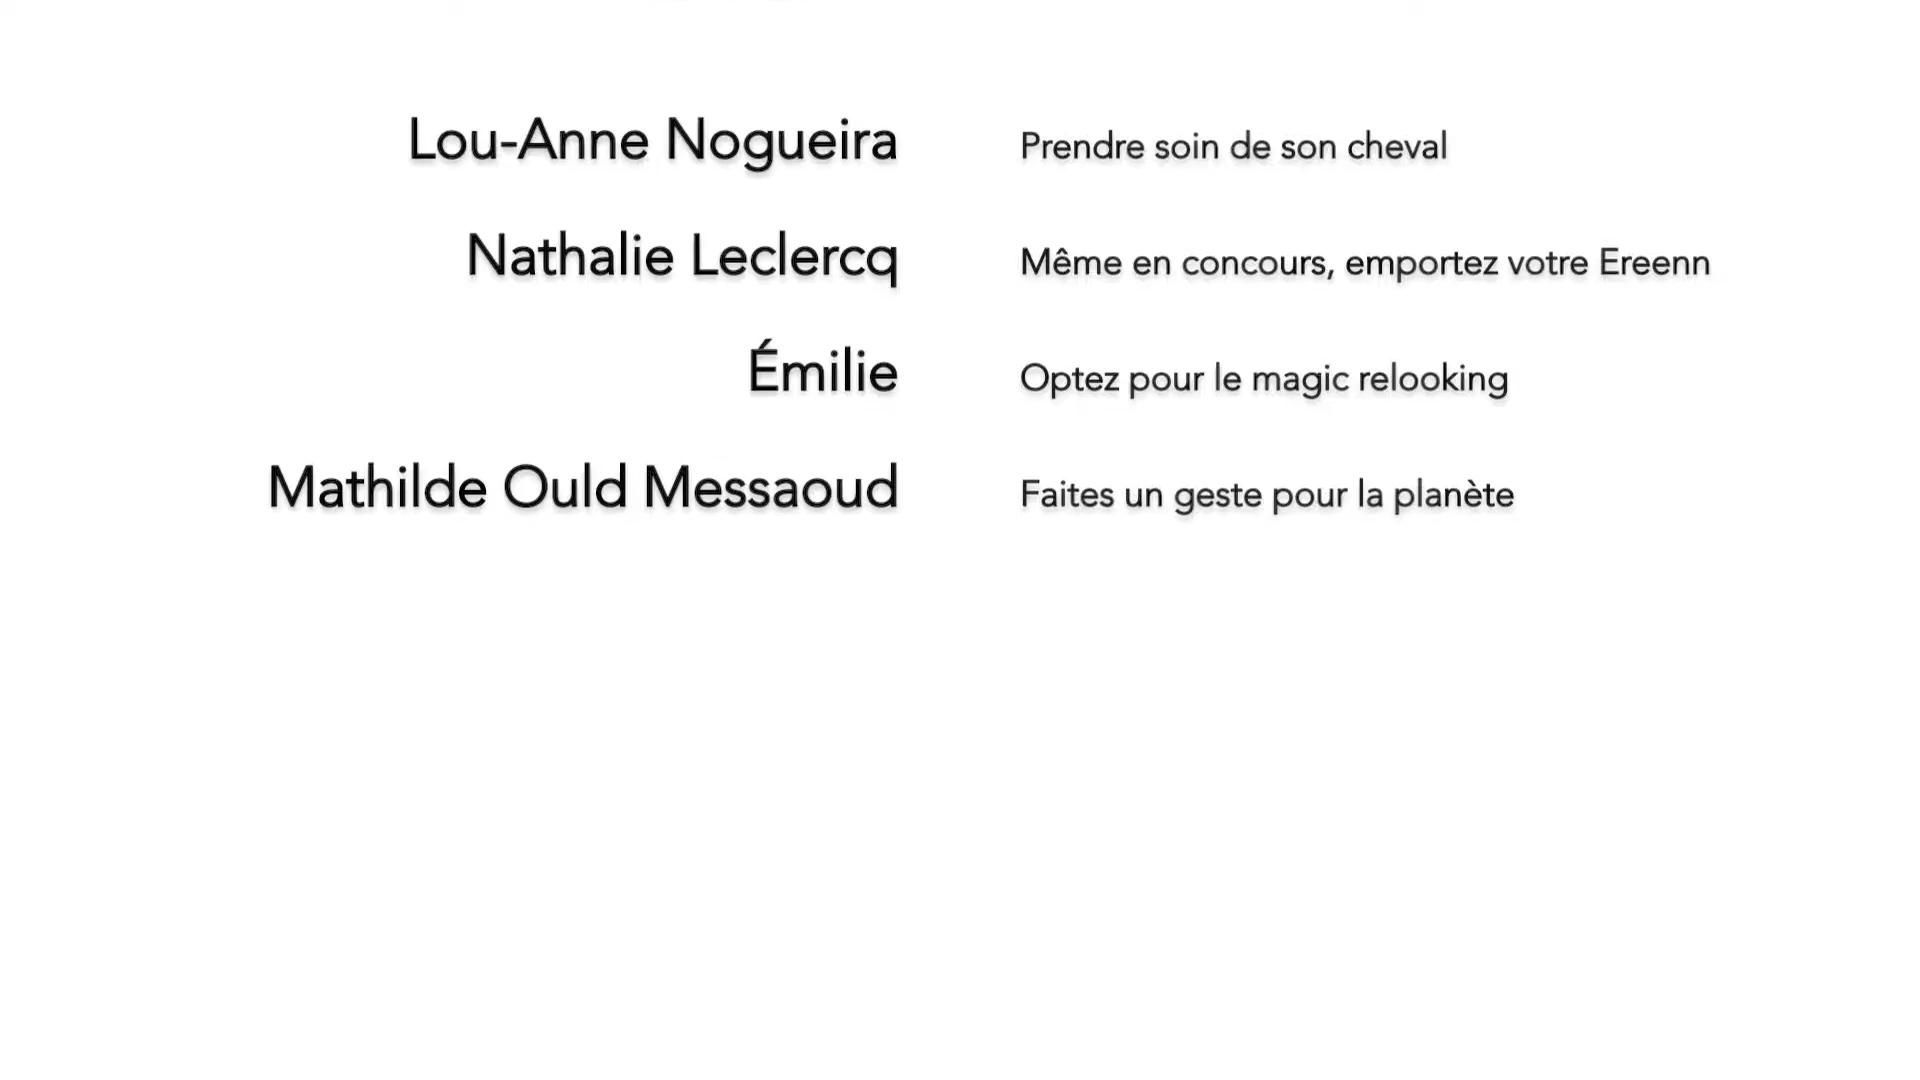 Lou-Anne Nogueira Prendre soin de son cheval
Nathalie Leclercq Même en concours, emportez votre Ereenn
Émilie Optez pour le magic relooking
Mathilde Ould Messaoud Faites un geste pour la planète